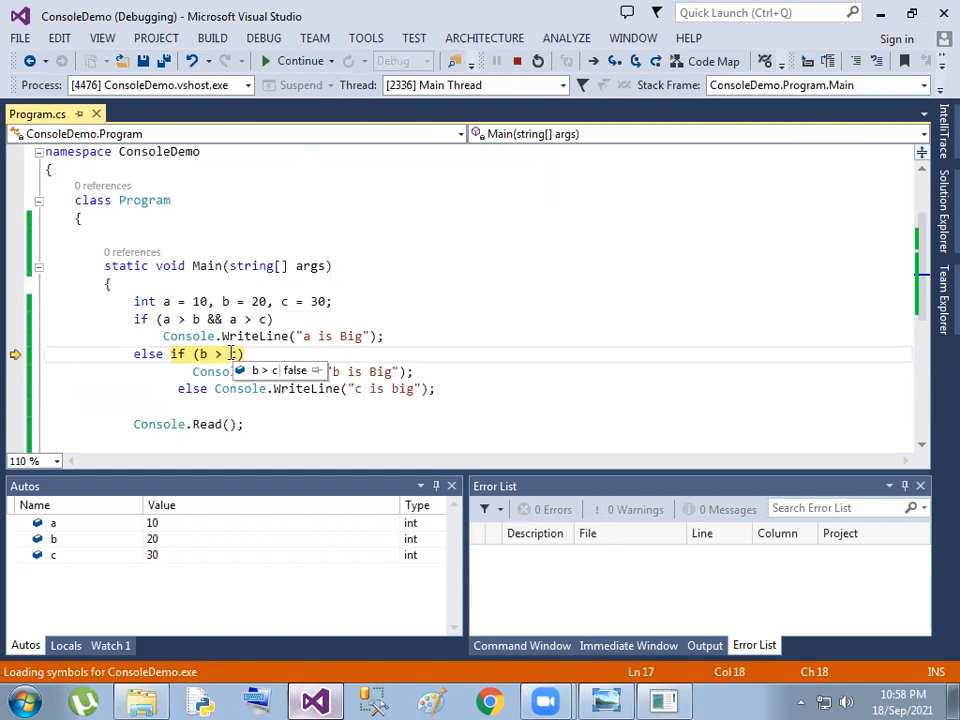 ConsoleDemo (Debugging) - Microsoft Visual Studio
Quick Launch (Ctrl+Q)
FILE EDIT VIEW PROJECT BUILD DEBUG TEAM TOOLS TEST ARCHITECTURE ANALYZE WINDOW HELP
Sign in
Continue
Debug
Code Map
Process: [4476] ConsoleDemo.vshost.exe
Suspend
Thread: [2336] Main Thread
Stack Frame: ConsoleDemo.Program.Main
Program.cs
ConsoleDemo.Program
Main(string[] args)
namespace ConsoleDemo
{
0 references
class Program
{
0 references
static void Main(string[] args)
{
int a = 10, b = 20, c = 30;
if (a > b && a > c)
Console.WriteLine("a is Big");
else if (b > c)
b > c false
"b is Big");
else Console.WriteLine("c is big");
Console.Read();
110 %
IntelliTrace
Solution Explorer
Team Explorer
Autos
Name Value Type
a 10 int
b 20 int
c 30 int
Autos Locals Watch 1
Error List
0 Errors 0 Warnings 0 Messages Search Error List
Description File Line Column Project
Command Window Immediate Window Output Error List
Loading symbols for ConsoleDemo.exe
Ln 17 Col 18 Ch 18 INS
10:58 PM
18/Sep/2021